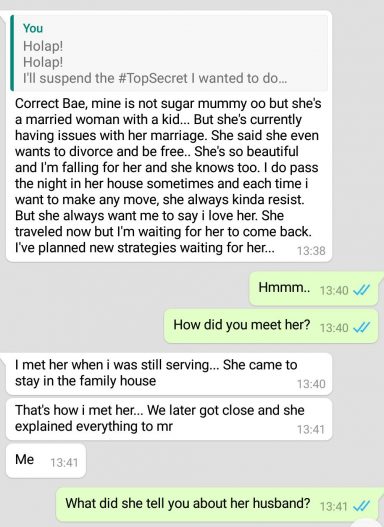 You
Holap!
Holap!
I'll suspend the #TopSecret I wanted to do…
Correct Bae, mine is not sugar mummy oo but she's
a married woman with a kid... But she's currently
having issues with her marriage. She said she even
wants to divorce and be free.. She's so beautiful
and I'm falling for her and she knows too. I do pass
the night in her house sometimes and each time i
want to make any move, she always kinda resist.
But she always want me to say i love her. She
traveled now but I'm waiting for her to come back.
I've planned new strategies waiting for her...
13:38
Hmmm.. 13:40
How did you meet her? 13:40
I met her when i was still serving... She came to
stay in the family house
13:40
That's how i met her... We later got close and she
explained everything to mr
13:41
Me 13:41
What did she tell you about her husband? 13:41